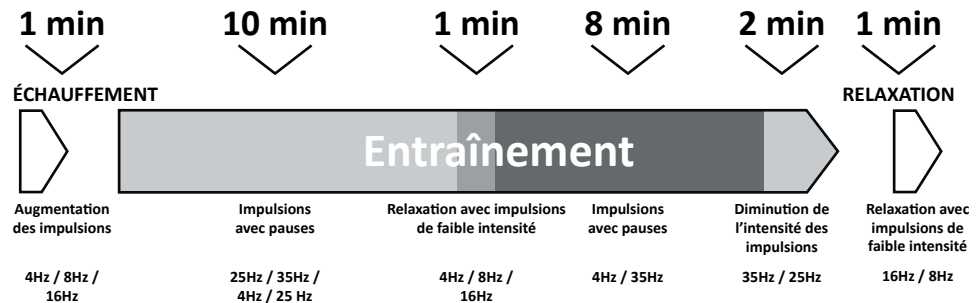 1 min
10 min
1 min
8 min
2 min
1 min
ÉCHAUFFEMENT
RELAXATION
Entraînement
Augmentation
des impulsions
Impulsions
avec pauses
Relaxation avec impulsions
de faible intensité
Impulsions
avec pauses
Diminution de
l'intensité des
impulsions
Relaxation avec
impulsions de
faible intensité
4Hz / 8Hz /
16Hz
25Hz / 35Hz /
4Hz / 25 Hz
4Hz / 8Hz /
16Hz
4Hz / 35Hz
35Hz / 25Hz
16Hz / 8Hz